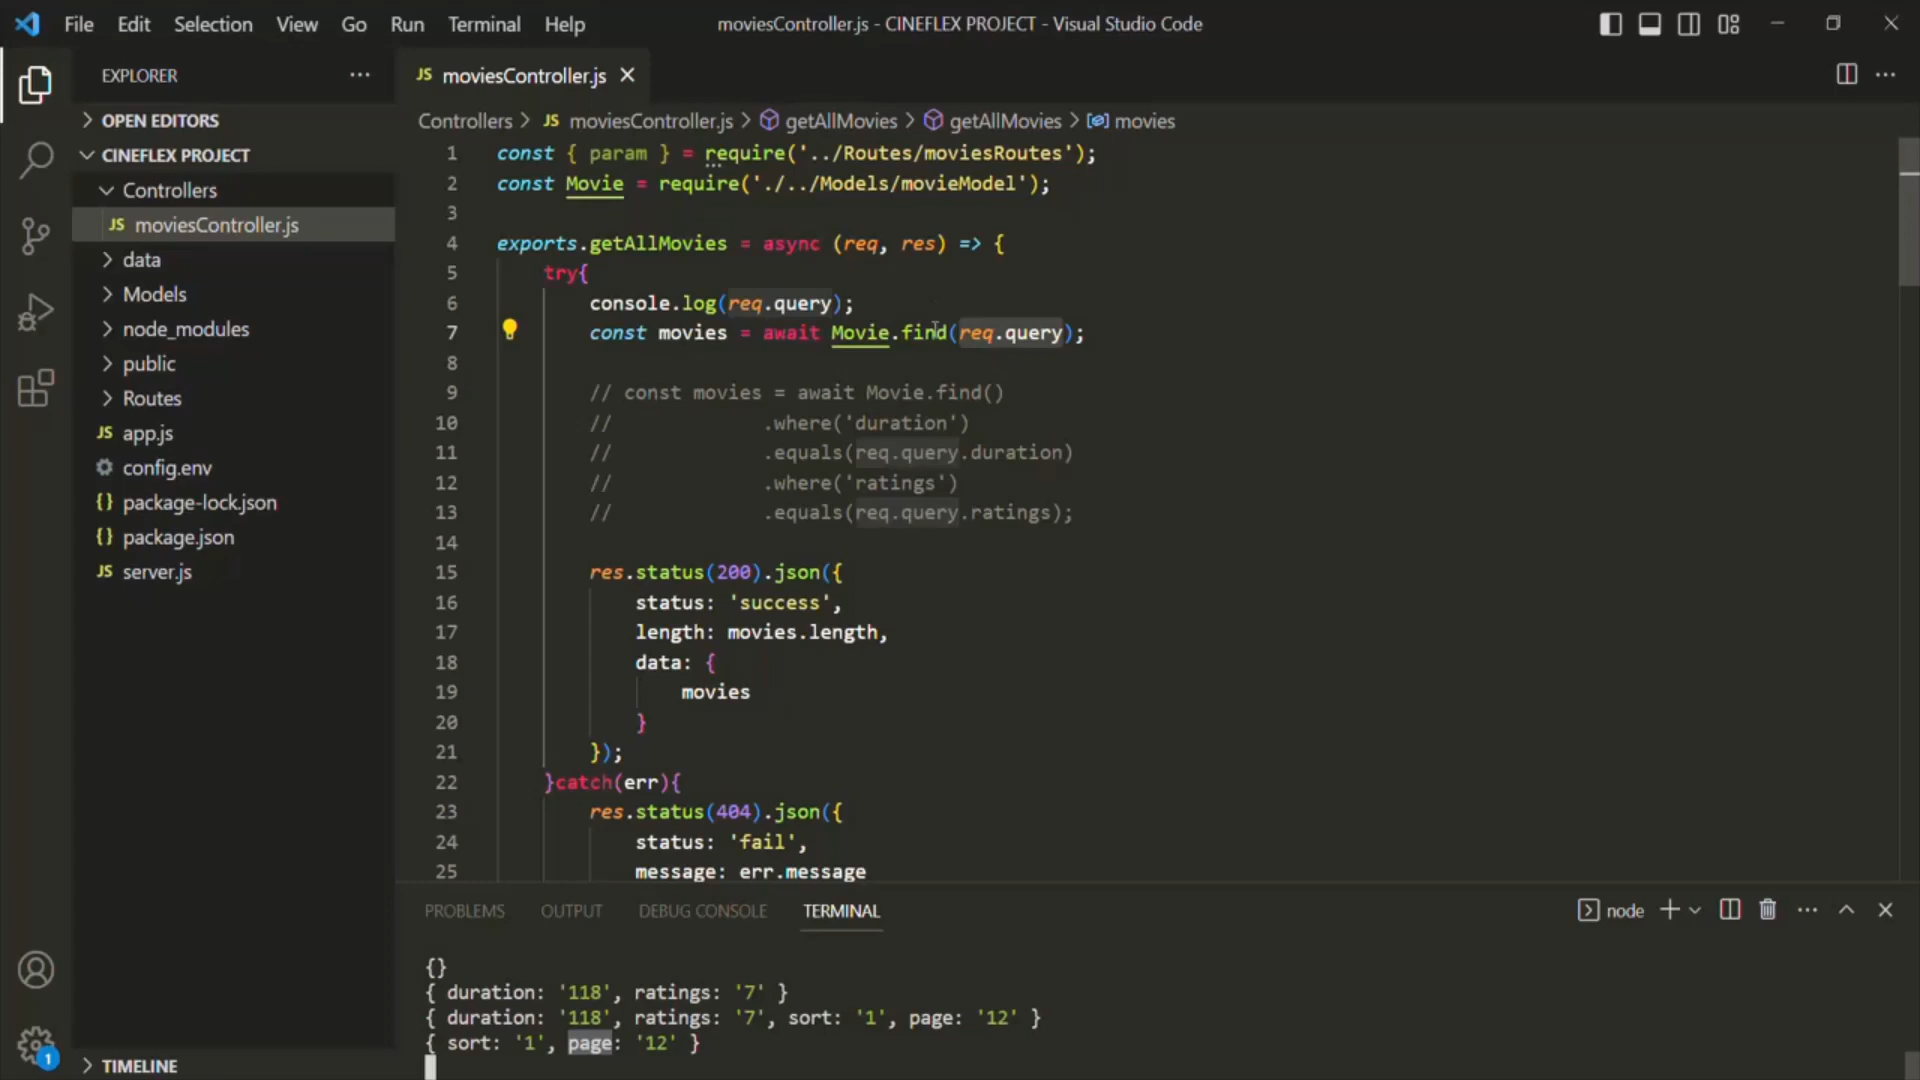 File Edit Selection View Go Run Terminal Help
moviesController.js - CINEFLEX PROJECT - Visual Studio Code
EXPLORER
OPEN EDITORS
CINEFLEX PROJECT
Controllers
JS moviesController.js
data
Models
node_modules
public
Routes
JS app.js
config.env
{} package-lock.json
{} package.json
JS server.js
TIMELINE
1
JS moviesController.js
Controllers > JS moviesController.js > getAllMovies > getAllMovies > movies
1 const { param } = require('../Routes/moviesRoutes');
2 const Movie = require('./../Models/movieModel');
3
4 exports.getAllMovies = async (req, res) => {
5 try{
6 console.log(req.query);
7 const movies = await Movie.find(req.query);
8
9 // const movies = await Movie.find()
10 // .where('duration')
11 // .equals(req.query.duration)
12 // .where('ratings')
13 // .equals(req.query.ratings);
14
15 res.status(200).json({
16 status: 'success',
17 length: movies.length,
18 data: {
19 movies
20 }
21 });
22 }catch(err){
23 res.status(404).json({
24 status: 'fail',
25 message: err.message
PROBLEMS OUTPUT DEBUG CONSOLE TERMINAL
node
{}
{ duration: '118', ratings: '7' }
{ duration: '118', ratings: '7', sort: '1', page: '12' }
{ sort: '1', page: '12' }